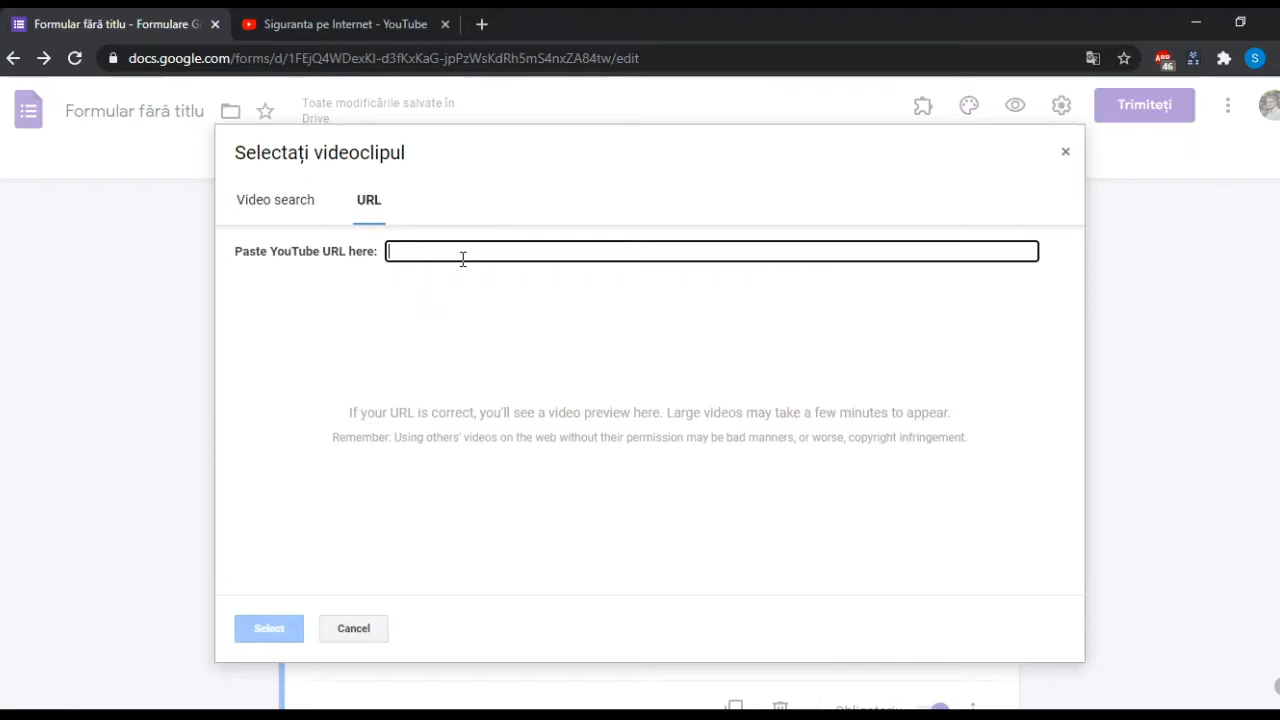 Formular fără titlu - Formulare G
Siguranta pe Internet - YouTube
docs.google.com/forms/d/1FEjQ4WDexKI-d3fKxKaG-jpPzWsKdRh5mS4nxZA84tw/edit
ABP
46
S
Formular fără titlu
Toate modificările salvate în
Drive
Trimiteți
Selectați videoclipul
Video search
URL
Paste YouTube URL here:
If your URL is correct, you'll see a video preview here. Large videos may take a few minutes to appear.
Remember: Using others' videos on the web without their permission may be bad manners, or worse, copyright infringement.
Select
Cancel
Obligatoriu